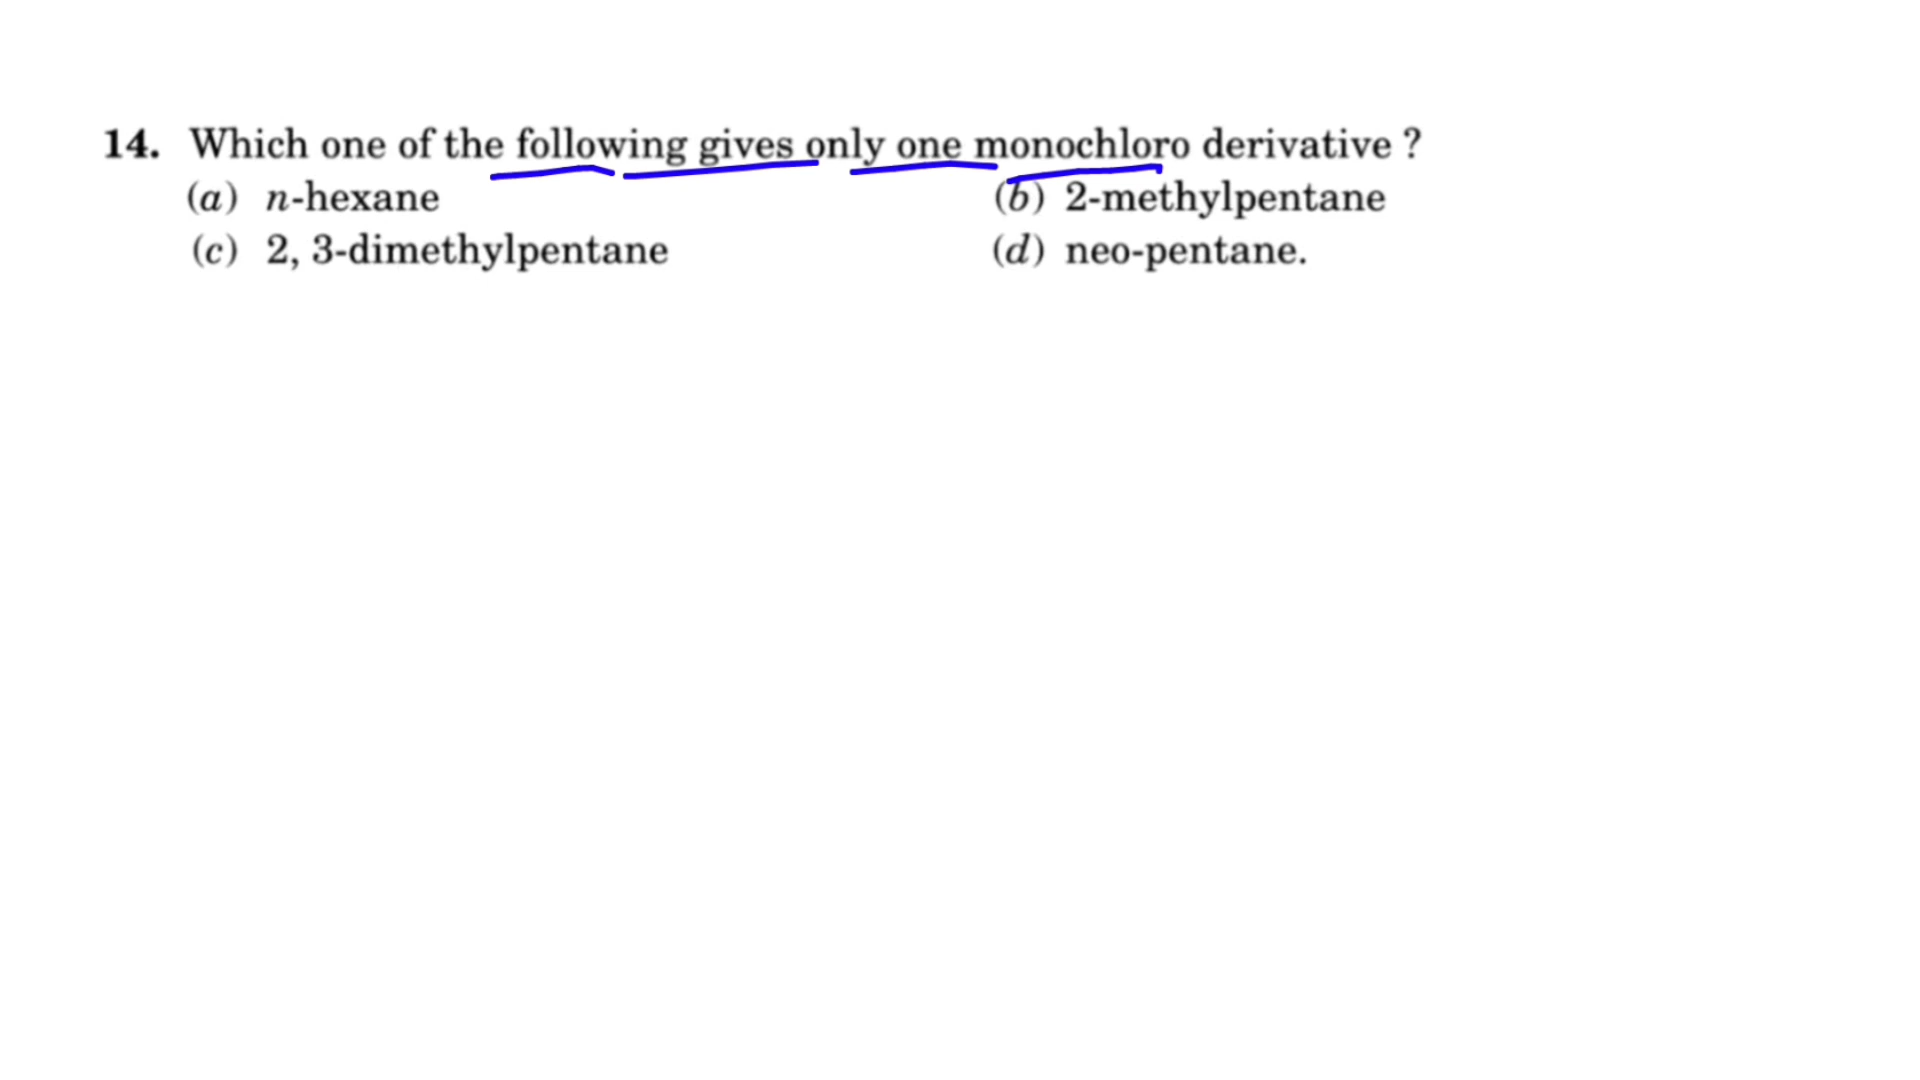 14. Which one of the following gives only one monochloro derivative ?
(a) n-hexane (b) 2-methylpentane
(c) 2, 3-dimethylpentane (d) neo-pentane.